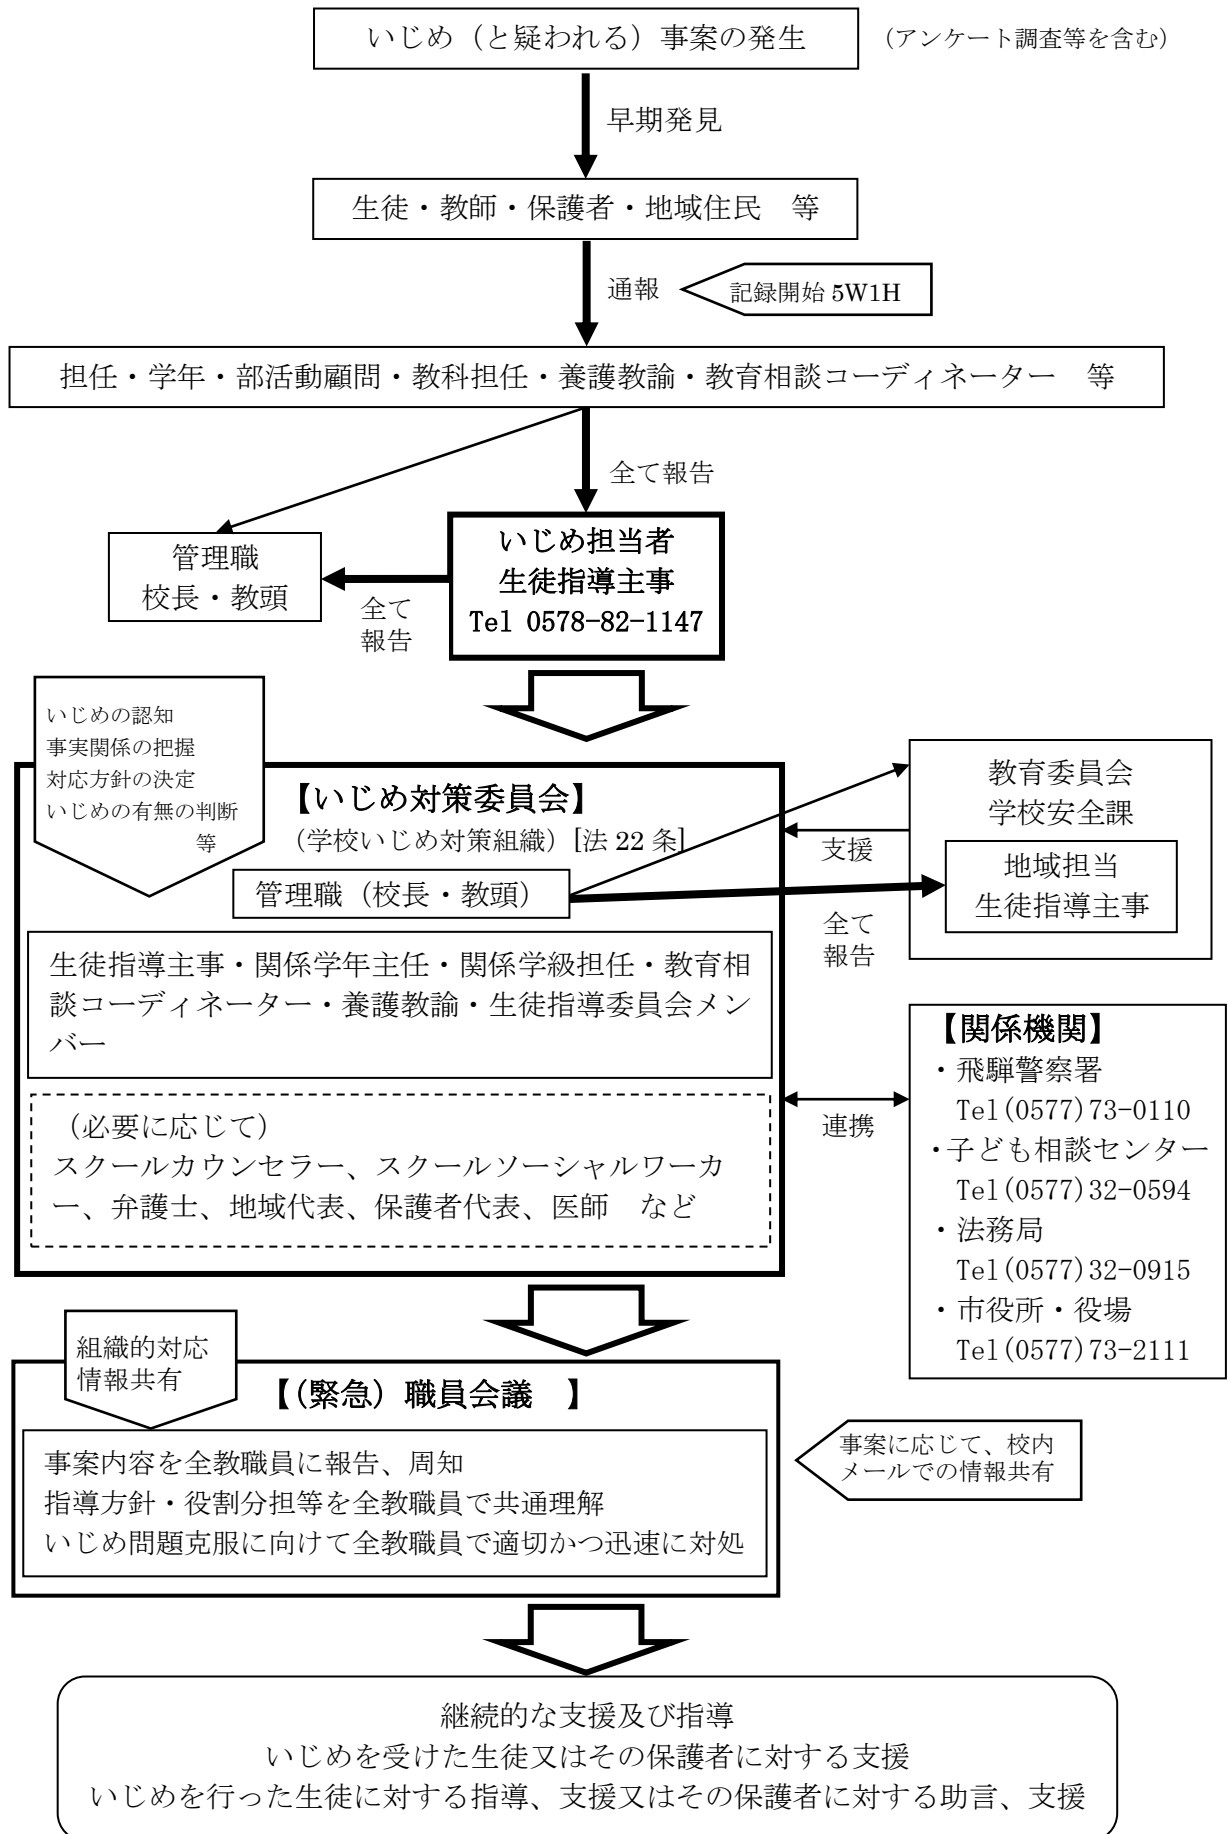 いじめ（と疑われる）事案の発生
（アンケート調査等を含む）
早期発見
生徒・教師・保護者・地域住民　等
通報
記録開始 5W1H
担任・学年・部活動顧問・教科担任・養護教諭・教育相談コーディネーター　等
全て報告
管理職
校長・教頭
全て
報告
いじめ担当者
生徒指導主事
Tel 0578-82-1147
いじめの認知
事実関係の把握
対応方針の決定
いじめの有無の判断
等
【いじめ対策委員会】
（学校いじめ対策組織）[法 22 条]
管理職（校長・教頭）
生徒指導主事・関係学年主任・関係学級担任・教育相
談コーディネーター・養護教諭・生徒指導委員会メン
バー
（必要に応じて）
スクールカウンセラー、スクールソーシャルワーカ
ー、弁護士、地域代表、保護者代表、医師　など
支援
全て
報告
教育委員会
学校安全課
地域担当
生徒指導主事
連携
【関係機関】
・飛騨警察署
Tel(0577)73-0110
・子ども相談センター
Tel(0577)32-0594
・法務局
Tel(0577)32-0915
・市役所・役場
Tel(0577)73-2111
組織的対応
情報共有
【（緊急）職員会議　】
事案内容を全教職員に報告、周知
指導方針・役割分担等を全教職員で共通理解
いじめ問題克服に向けて全教職員で適切かつ迅速に対処
事案に応じて、校内
メールでの情報共有
継続的な支援及び指導
いじめを受けた生徒又はその保護者に対する支援
いじめを行った生徒に対する指導、支援又はその保護者に対する助言、支援